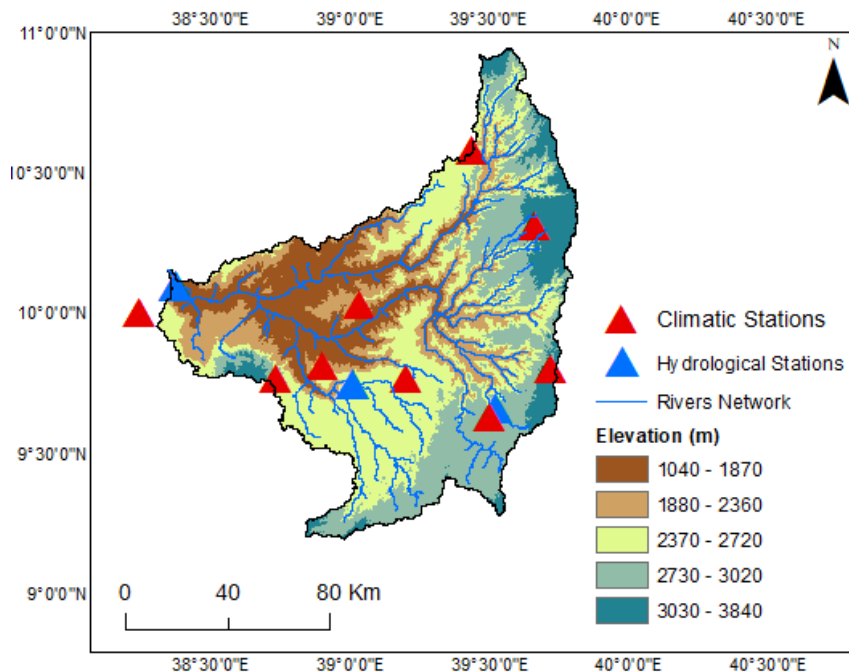 38°30'0"E 39°0'0"E 39°30'0"E 40°0'0"E 40°30'0"E
11°0'0"N
N
10°30'0"N
10°0'0"N
Climatic Stations
Hydrological Stations
Rivers Network
9°30'0"N
Elevation (m)
1040 - 1870
1880 - 2360
2370 - 2720
2730 - 3020
3030 - 3840
9°0'0"N
0 40 80 Km
38°30'0"E 39°0'0"E 39°30'0"E 40°0'0"E 40°30'0"E